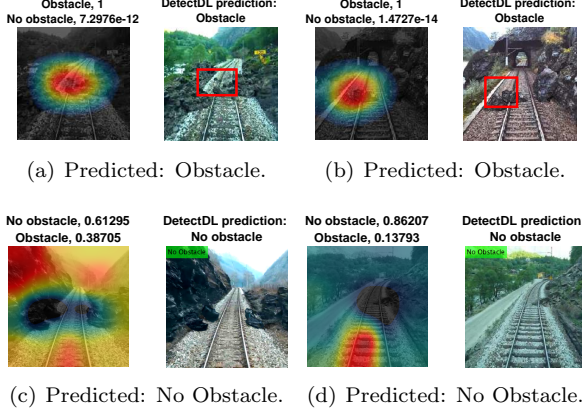 Obstacle, 1
No obstacle, 7.2976e-12
DetectDL prediction:
Obstacle
Obstacle, 1
No obstacle, 1.4727e-14
DetectDL prediction:
Obstacle
(a) Predicted: Obstacle.
(b) Predicted: Obstacle.
No obstacle, 0.61295
Obstacle, 0.38705
DetectDL prediction:
No obstacle
No Obstacle
No obstacle, 0.86207
Obstacle, 0.13793
DetectDL prediction
No obstacle
No Obstacle
(c) Predicted: No Obstacle.
(d) Predicted: No Obstacle.